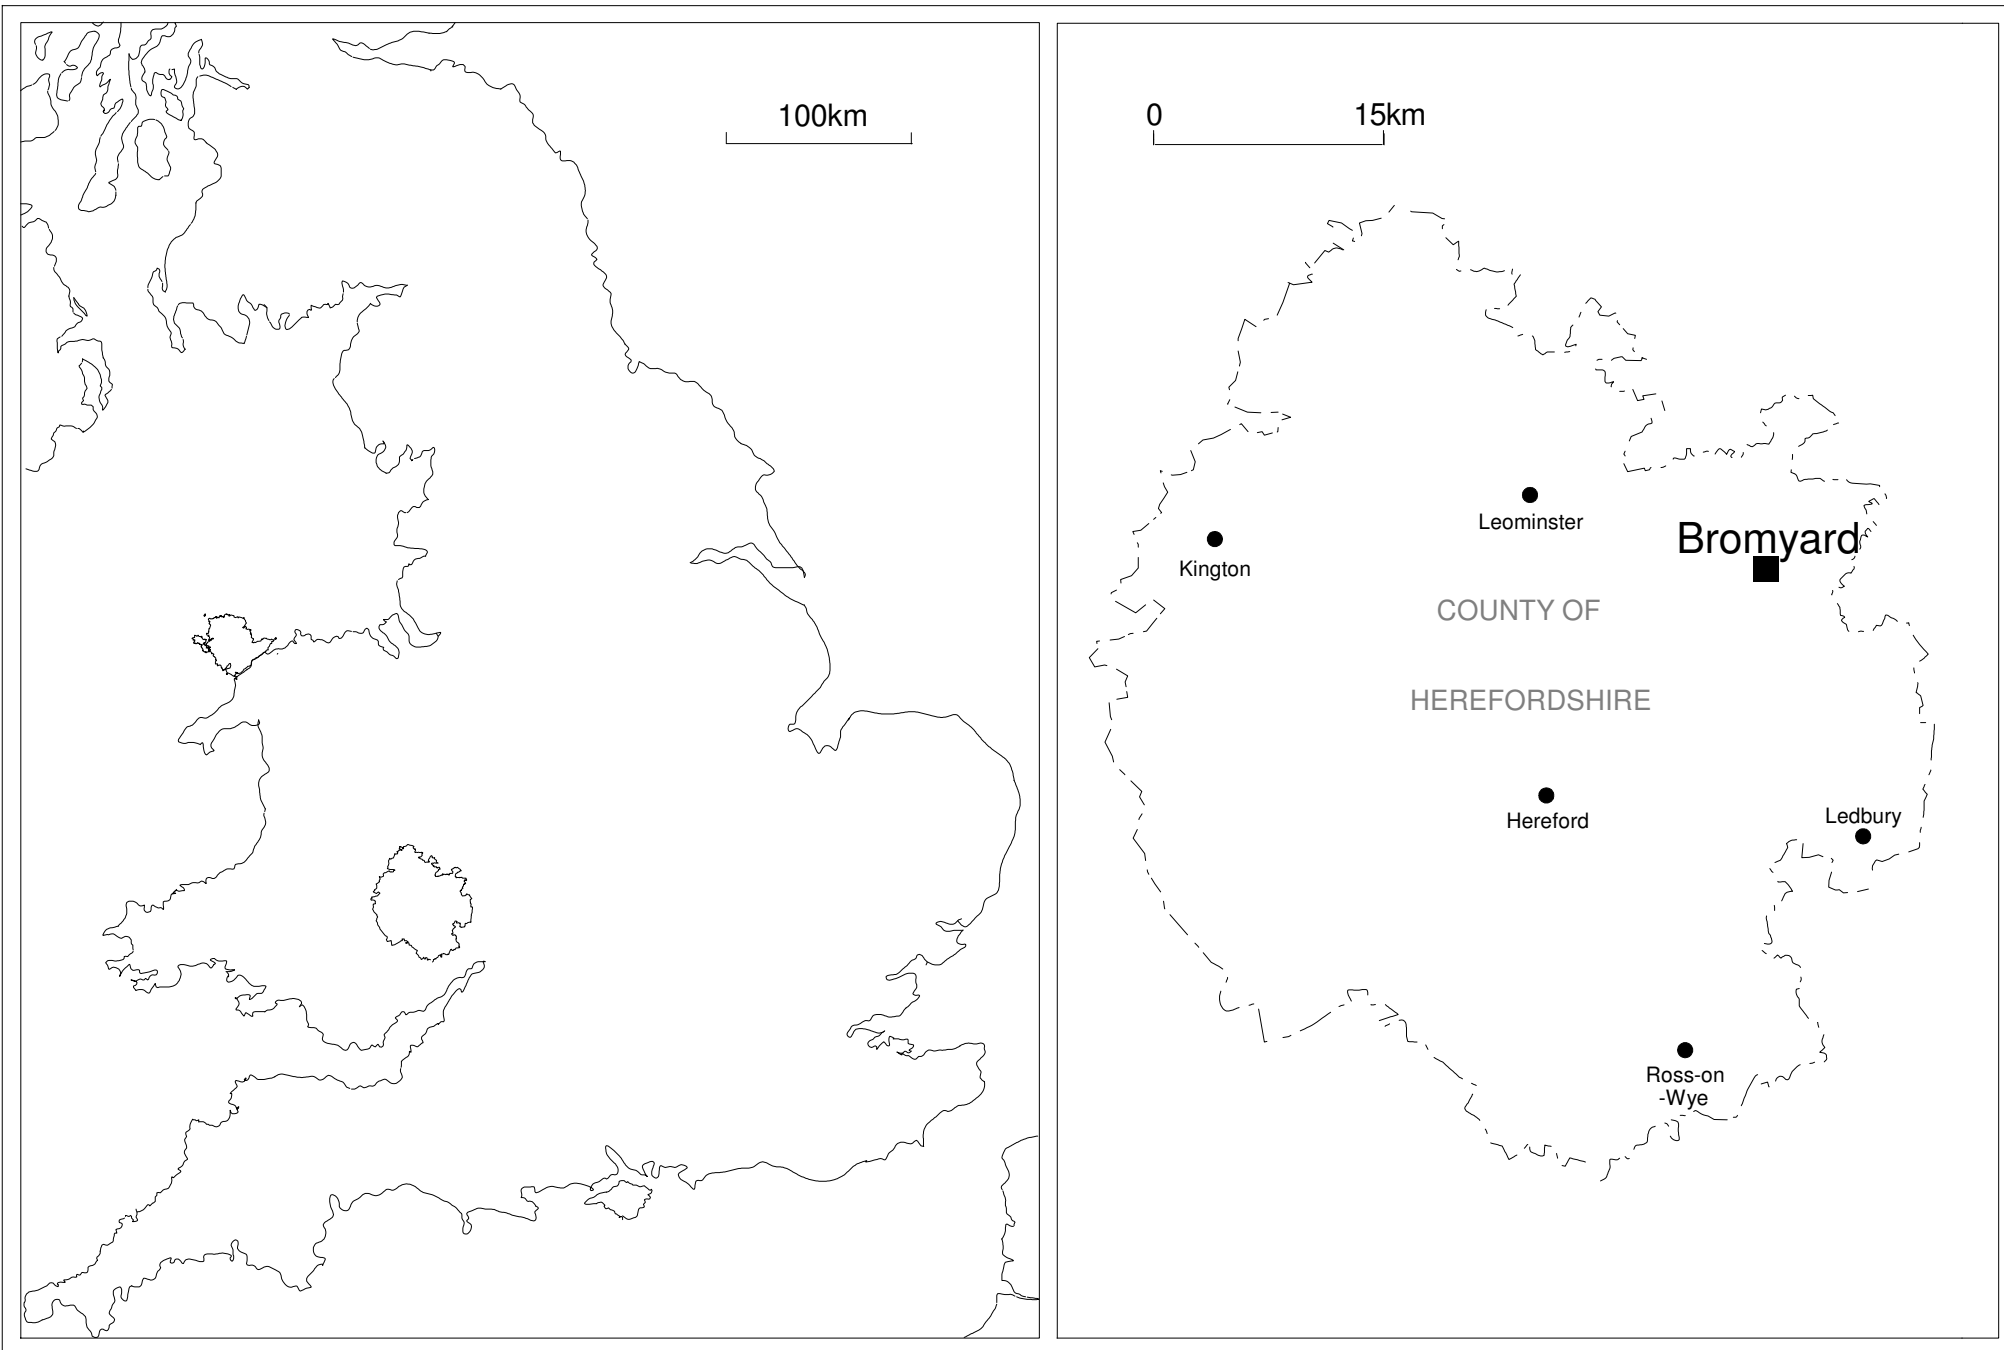 100km
0
15km
Leominster
Bromyard
Kington
COUNTY OF
HEREFORDSHIRE
Hereford
Ledbury
Ross-on
-Wye